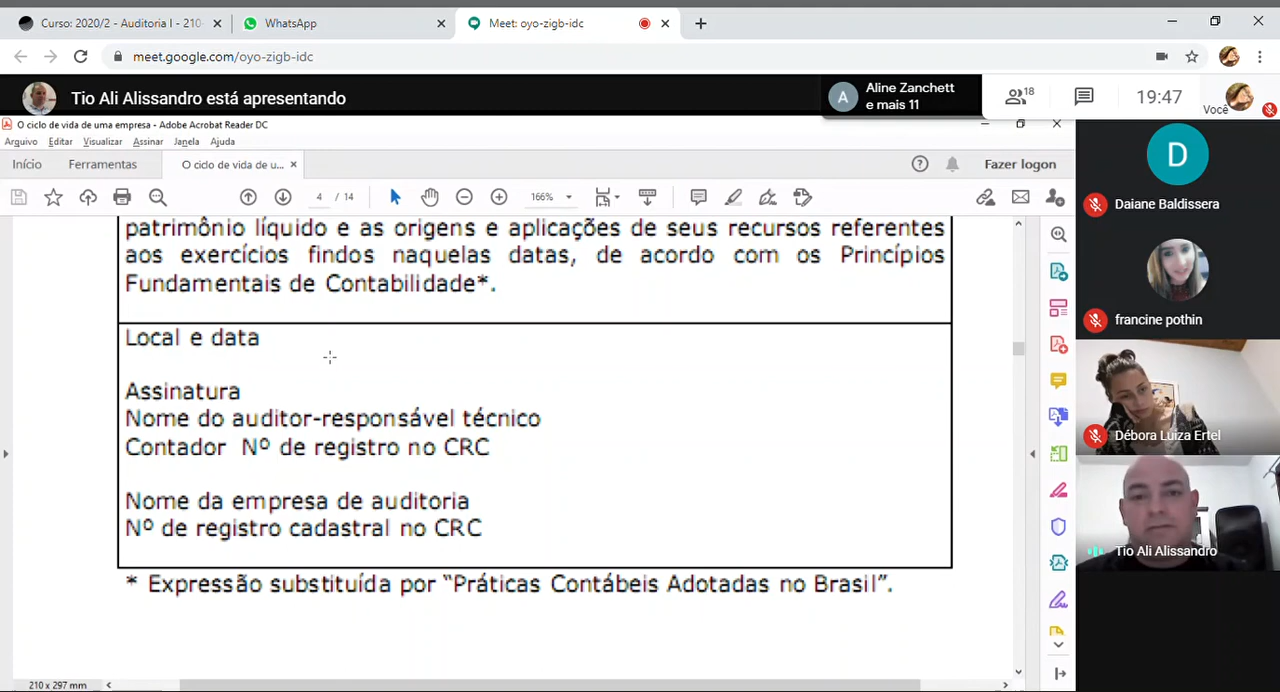 Curso: 2020/2 - Auditoria I - 210
WhatsApp
Meet: oyo-zigb-idc
meet.google.com/oyo-zigb-idc
Tio Ali Alissandro está apresentando
A
Aline Zanchett
e mais 11
18
19:47
Você
O ciclo de vida de uma empresa - Adobe Acrobat Reader DC
Arquivo Editar Visualizar Assinar Janela Ajuda
Início Ferramentas O ciclo de vida de u... Fazer logon
4 / 14 166%
patrimônio líquido e as origens e aplicações de seus recursos referentes
aos exercícios findos naquelas datas, de acordo com os Princípios
Fundamentais de Contabilidade*.
Local e data
Assinatura
Nome do auditor-responsável técnico
Contador Nº de registro no CRC
Nome da empresa de auditoria
Nº de registro cadastral no CRC
* Expressão substituída por “Práticas Contábeis Adotadas no Brasil”.
210 x 297 mm
D
Daiane Baldissera
francine pothin
Débora Luiza Ertel
Tio Ali Alissandro